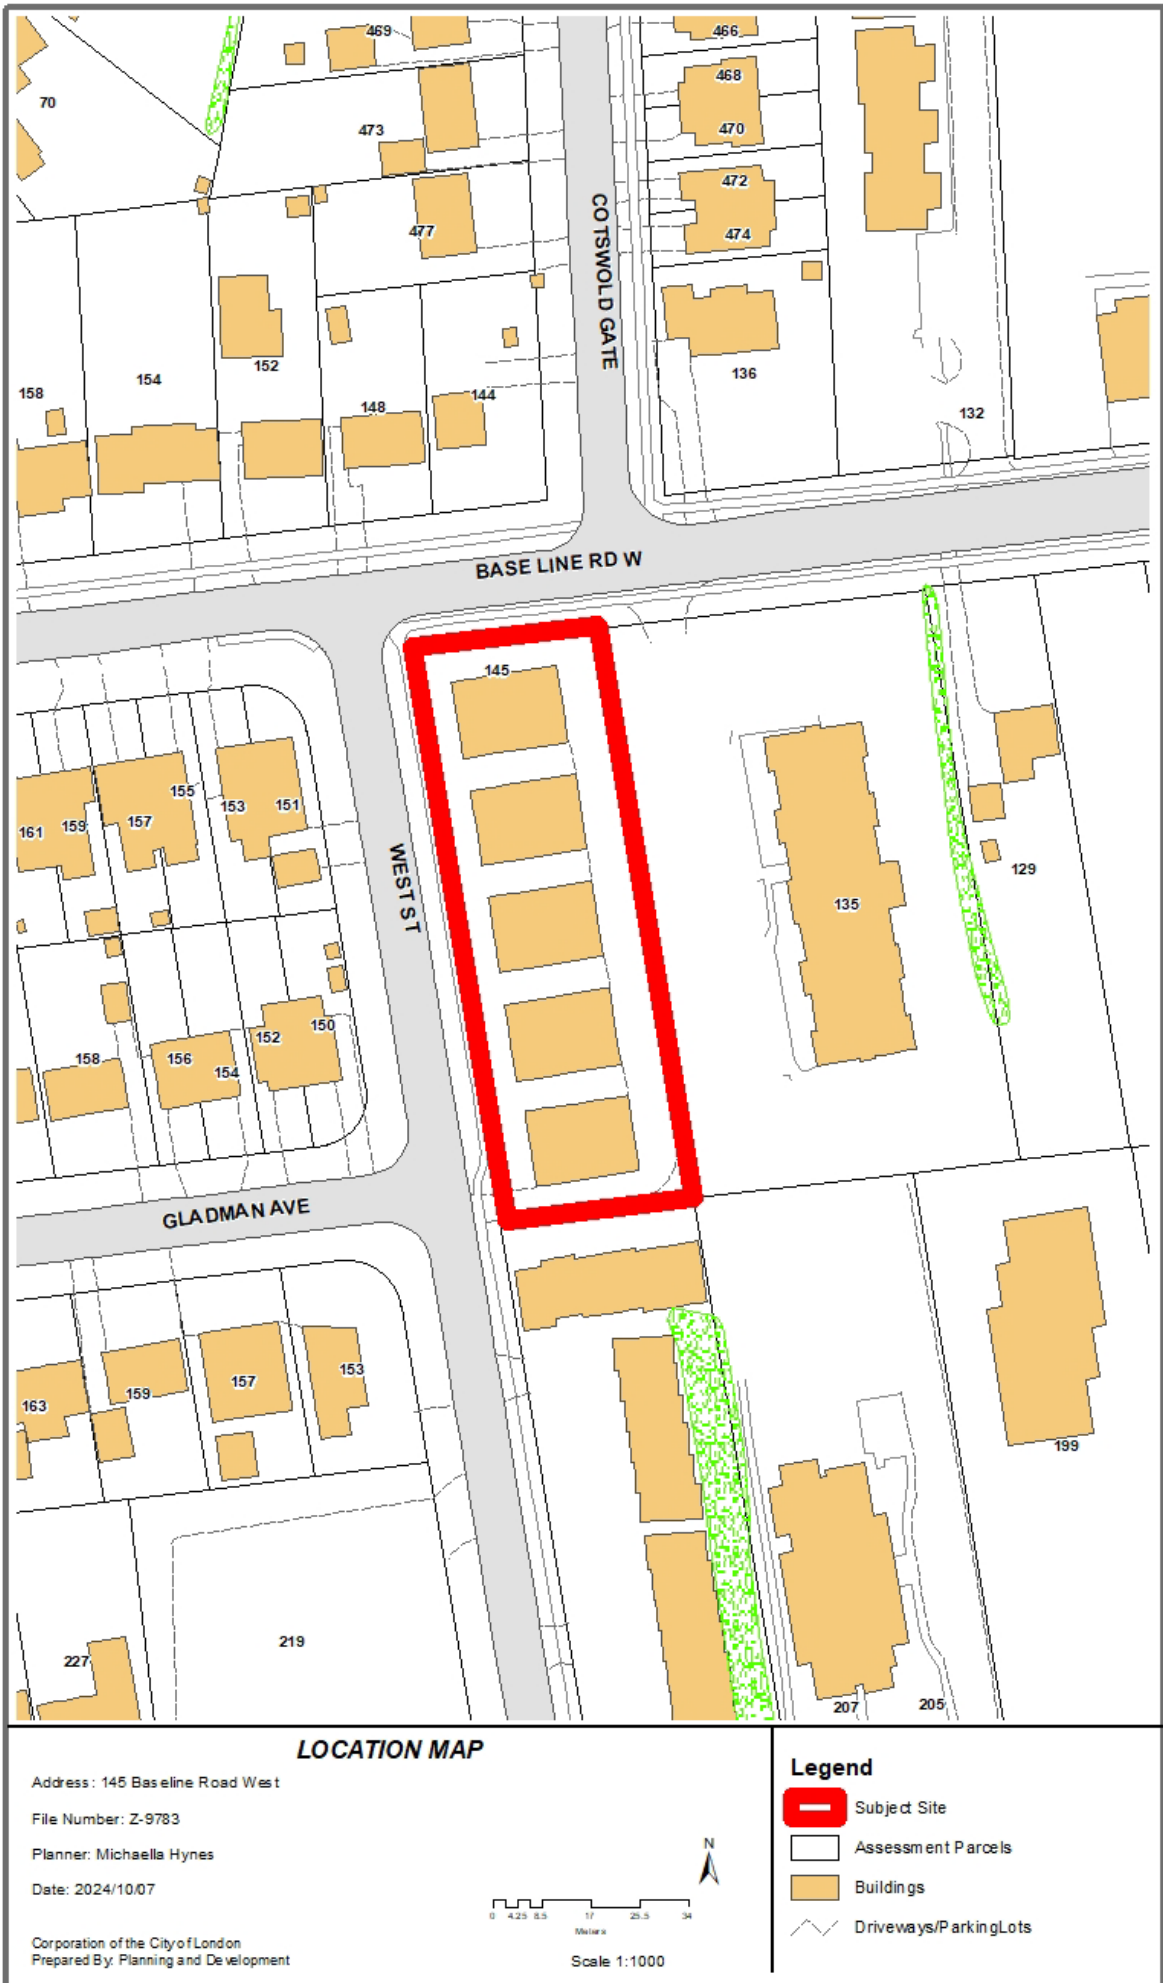 469
466
70
468
473
470
472
477
474
COTSWOLD GATE
152
136
154
158
144
148
132
BASE LINE RD W
145
155
153
151
157
161
159
WEST ST
129
135
150
152
158
156
154
GLADMAN AVE
153
157
159
163
199
219
227
207
205
LOCATION MAP
Address: 145 Baseline Road West
File Number: Z-9783
Planner: Michaella Hynes
Date: 2024/10/07
Corporation of the City of London
Prepared By: Planning and Development
N
0 4.25 8.5 17 25.5 34
Meters
Scale 1:1000
Legend
Subject Site
Assessment Parcels
Buildings
Driveways/ParkingLots